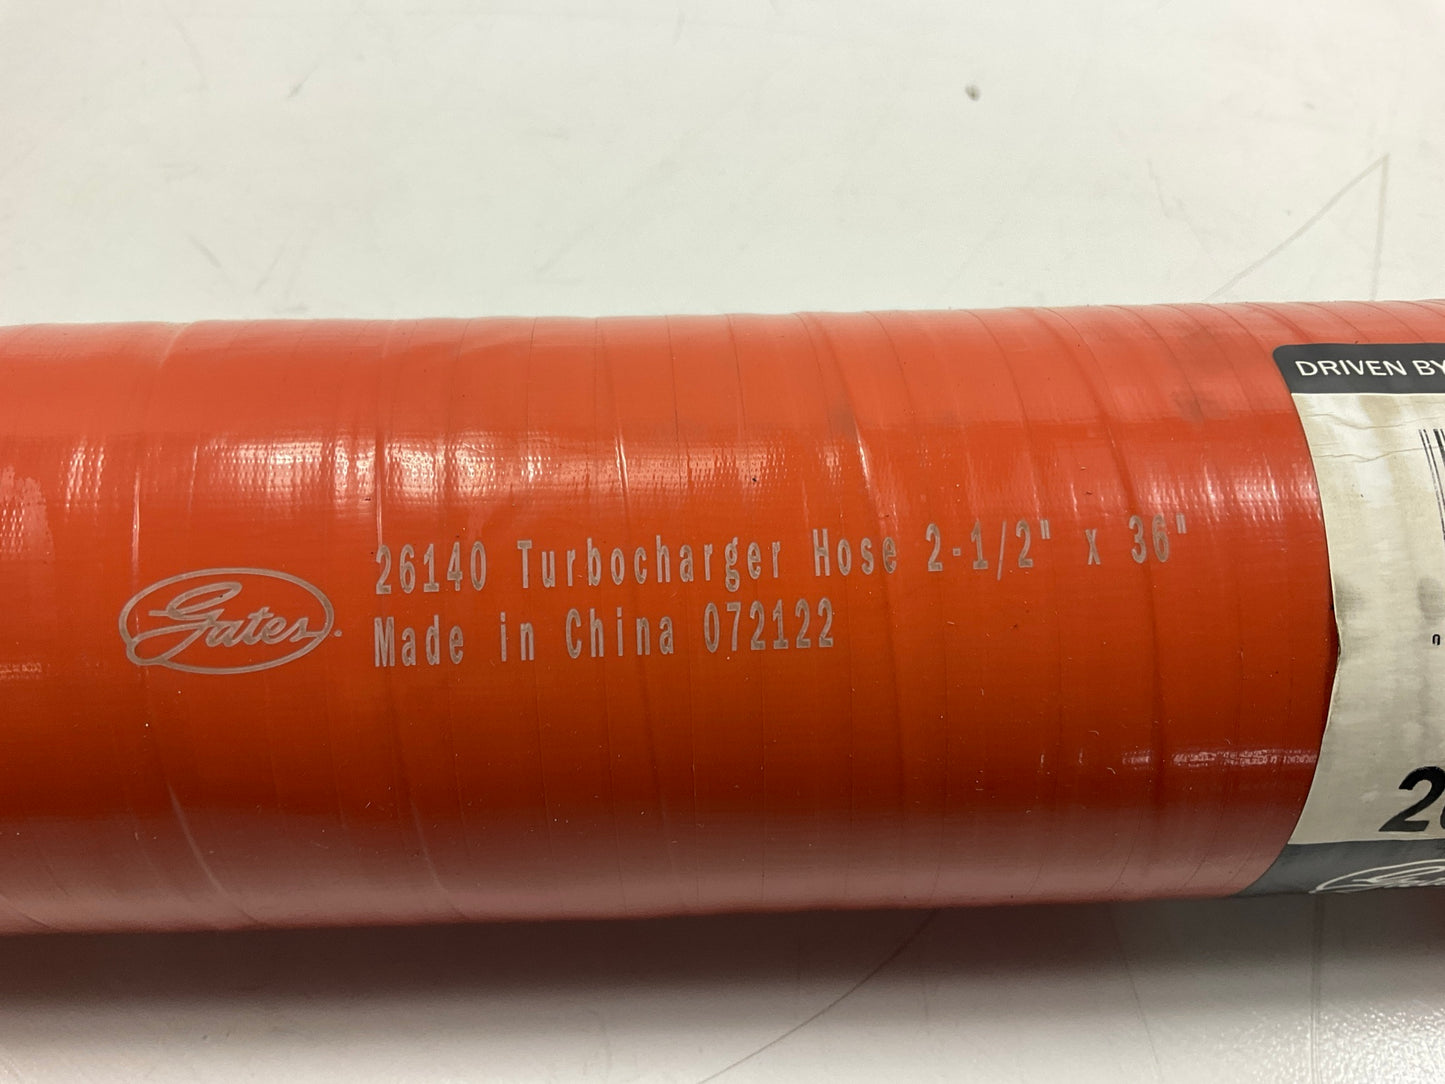 Gates
26140 Turbocharger Hose 2-1/2" x 36"
Made in China 072122
DRIVEN BY